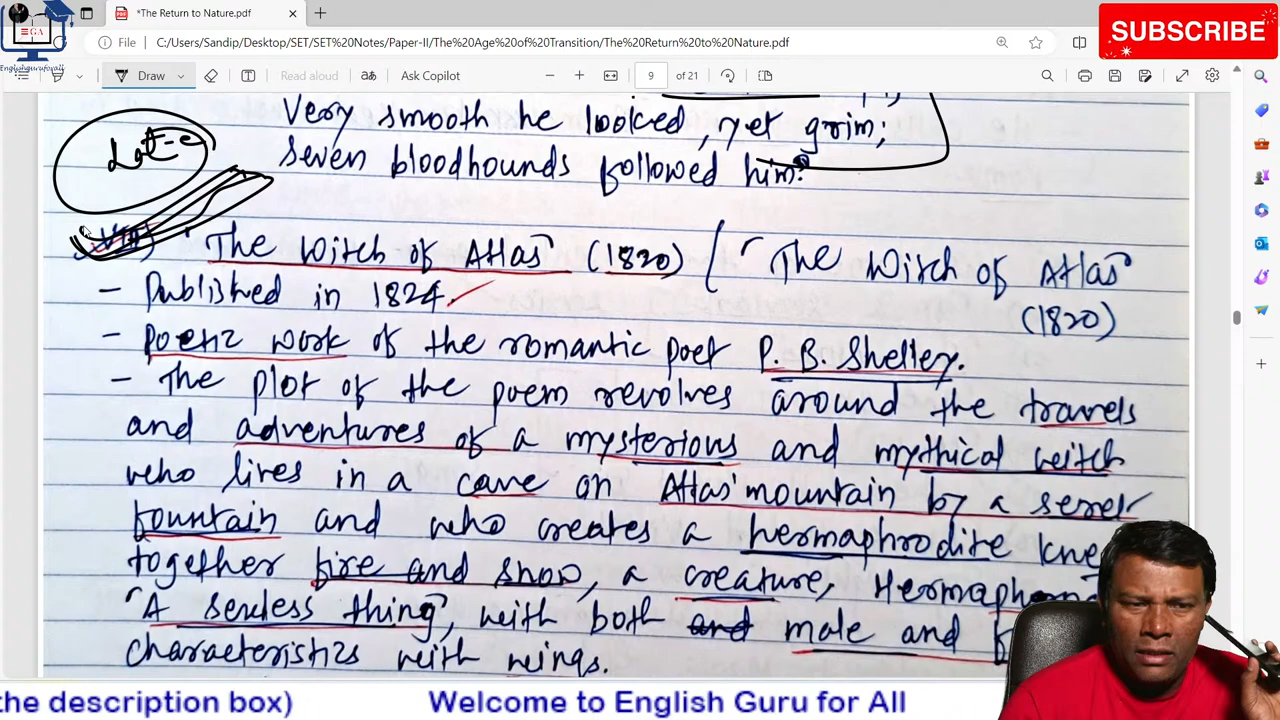 *The Return to Nature.pdf
SUBSCRIBE
GA
Englishguruforall
File
C:/Users/Sandip/Desktop/SET/SET%20Notes/Paper-II/The%20Age%20of%20Transition/The%20Return%20to%20Nature.pdf
Draw
Read aloud
Ask Copilot
9 of 21
Very smooth he looked, yet grim;
Seven bloodhounds followed him.
VIII) 'The Witch of Atlas' (1820) 'The Witch of Atlas'
(1820)
- Published in 1824
- Poetic work of the romantic poet P. B. Shelley.
- The plot of the poem revolves around the travels
and adventures of a mysterious and mythical witch
who lives in a cave on Atlas' mountain by a secret
fountain and who creates a hermaphrodite
together fire and snow, a creature,
"A sexless thing", with both and male and
characteristics with wings.
the description box)
Welcome to English Guru for All